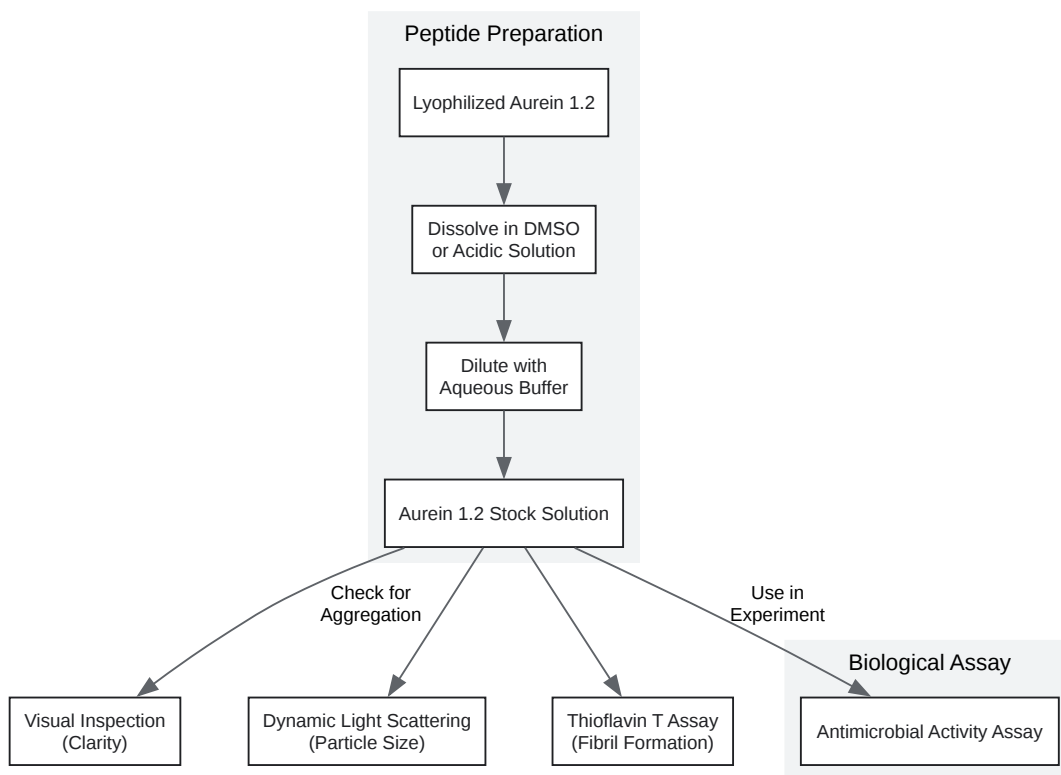 Peptide Preparation
Lyophilized Aurein 1.2
Dissolve in DMSO
or Acidic Solution
Dilute with
Aqueous Buffer
Aurein 1.2 Stock Solution
Check for
Aggregation
Use in
Experiment
Biological Assay
Visual Inspection
(Clarity)
Dynamic Light Scattering
(Particle Size)
Thioflavin T Assay
(Fibril Formation)
Antimicrobial Activity Assay